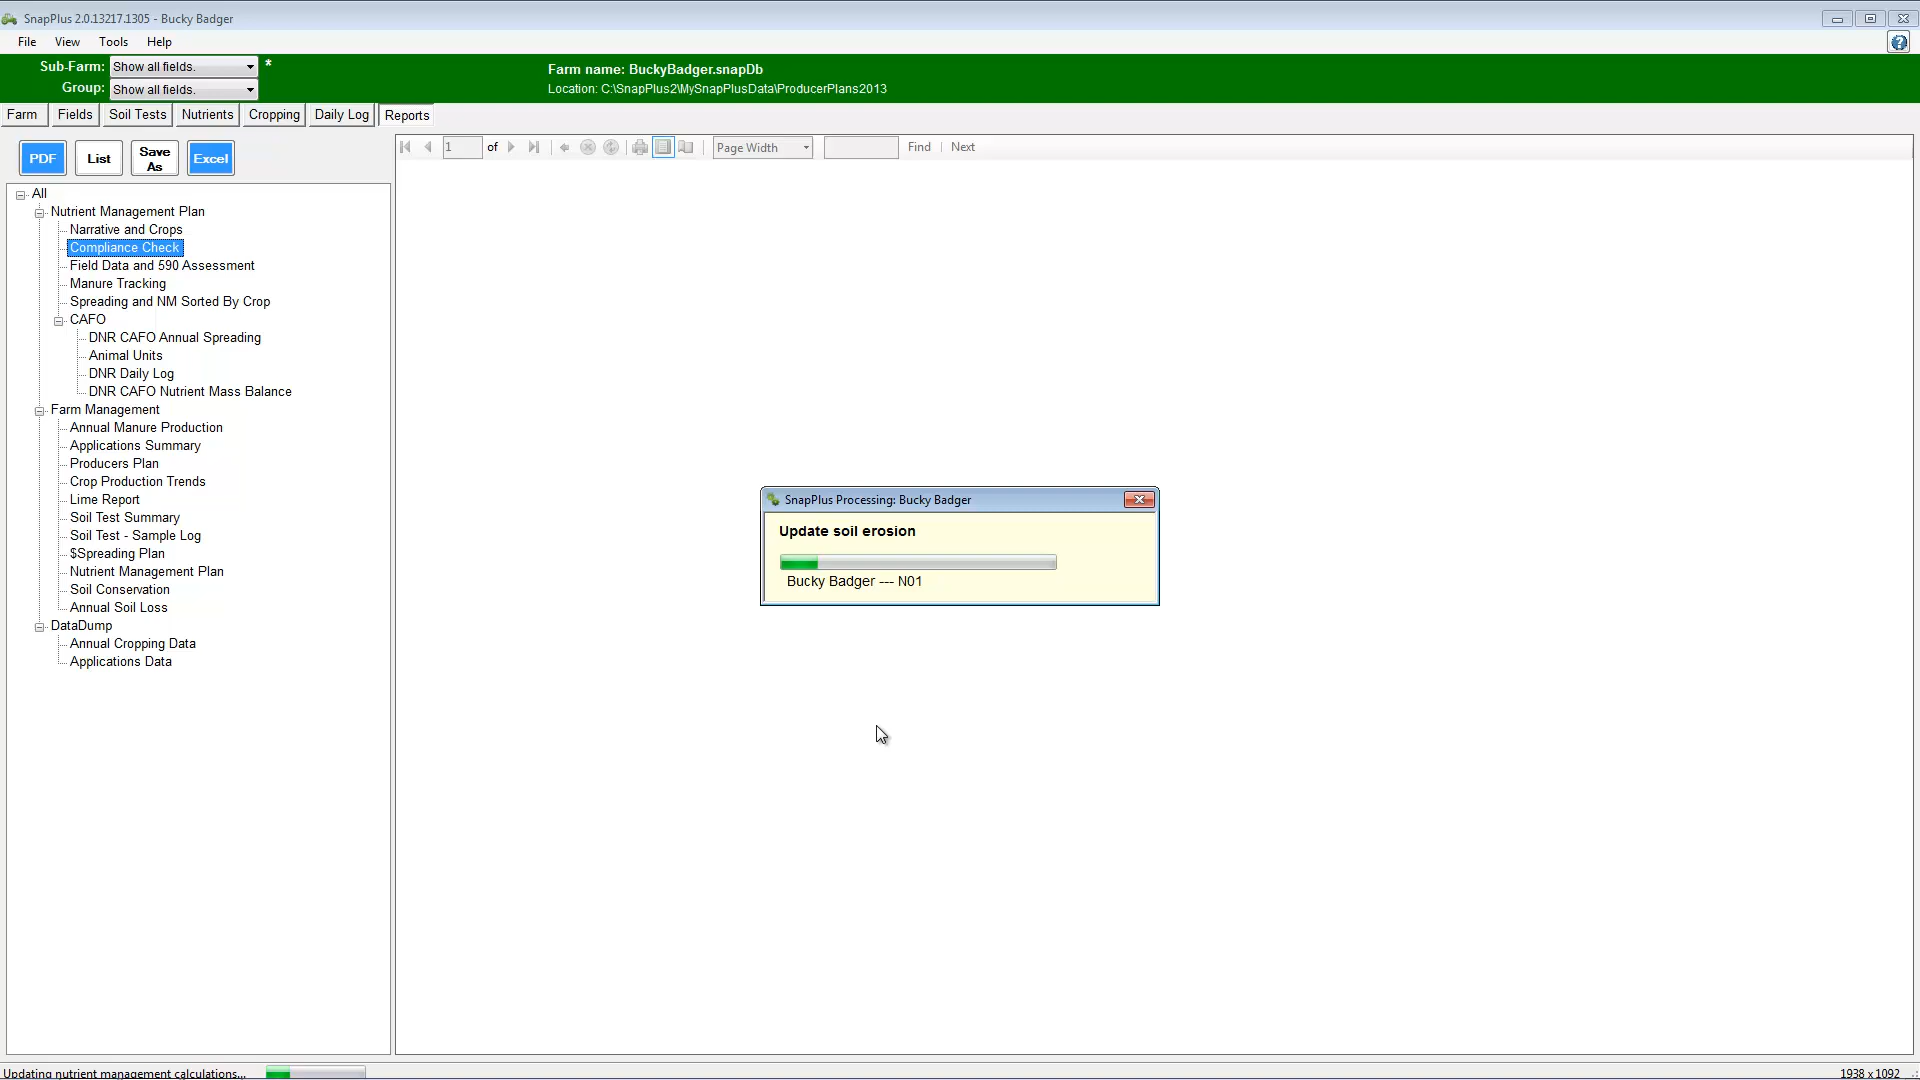 SnapPlus 2.0.13217.1305 - Bucky Badger
File View Tools Help
Sub-Farm: Show all fields. *
Group: Show all fields.
Farm name: BuckyBadger.snapDb
Location: C:\SnapPlus2\MySnapPlusData\ProducerPlans2013
Farm Fields Soil Tests Nutrients Cropping Daily Log Reports
PDF List Save As Excel
1 of Page Width Find Next
All
Nutrient Management Plan
Narrative and Crops
Compliance Check
Field Data and 590 Assessment
Manure Tracking
Spreading and NM Sorted By Crop
CAFO
DNR CAFO Annual Spreading
Animal Units
DNR Daily Log
DNR CAFO Nutrient Mass Balance
Farm Management
Annual Manure Production
Applications Summary
Producers Plan
Crop Production Trends
Lime Report
Soil Test Summary
Soil Test - Sample Log
$Spreading Plan
Nutrient Management Plan
Soil Conservation
Annual Soil Loss
DataDump
Annual Cropping Data
Applications Data
SnapPlus Processing: Bucky Badger
Update soil erosion
Bucky Badger --- N01
Updating nutrient management calculations...
1938 x 1092